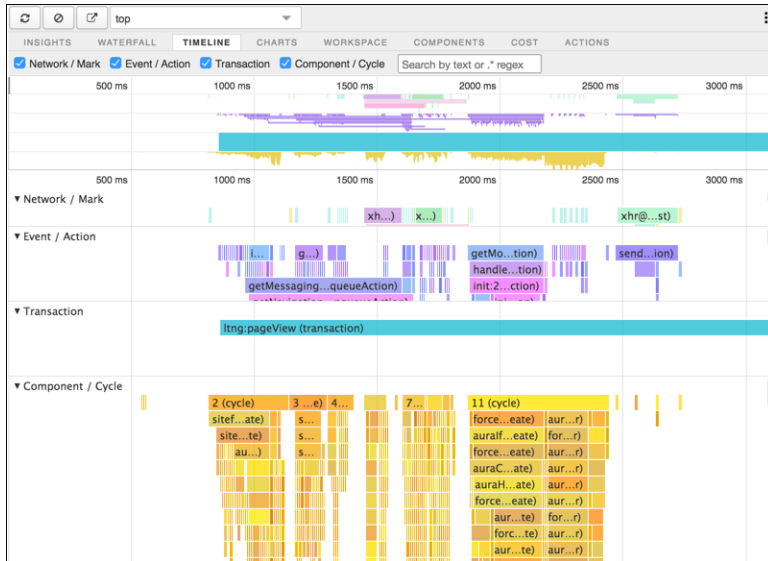 top
INSIGHTS WATERFALL TIMELINE CHARTS WORKSPACE COMPONENTS COST ACTIONS
Network / Mark Event / Action Transaction Component / Cycle Search by text or .* regex
500 ms 1000 ms 1500 ms 2000 ms 2500 ms 3000 ms
500 ms 1000 ms 1500 ms 2000 ms 2500 ms 3000 ms
▼ Network / Mark
xh...) x...) xhr@...st)
▼ Event / Action
i... g...) getMo...tion) send...ion)
handle...tion)
getMessaging...queueAction) init:2...ction)
▼ Transaction
ltng:pageView (transaction)
▼ Component / Cycle
2 (cycle) 3 ...e) 4... 7... 11 (cycle)
sitef...ate) s... force...eate) aur...r)
site...te) s... auraIf...eate) for...r)
au...) s... force...eate) aur...r)
auraC...ate) aur...r)
auraH...ate) aur...r)
force...eate) aur...r)
aur...te) for...r)
forc...te) aur...r)
aur...te) aur...r)